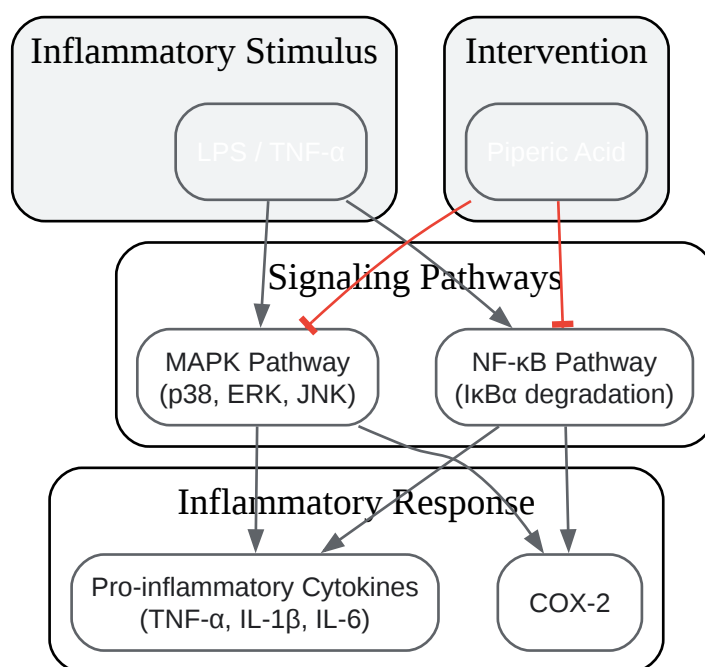 Inflammatory Stimulus
Intervention
LPS / TNF-α
Piperic Acid
Signaling Pathways
MAPK Pathway
(p38, ERK, JNK)
NF-κB Pathway
(IκBα degradation)
Inflammatory Response
Pro-inflammatory Cytokines
(TNF-α, IL-1β, IL-6)
COX-2